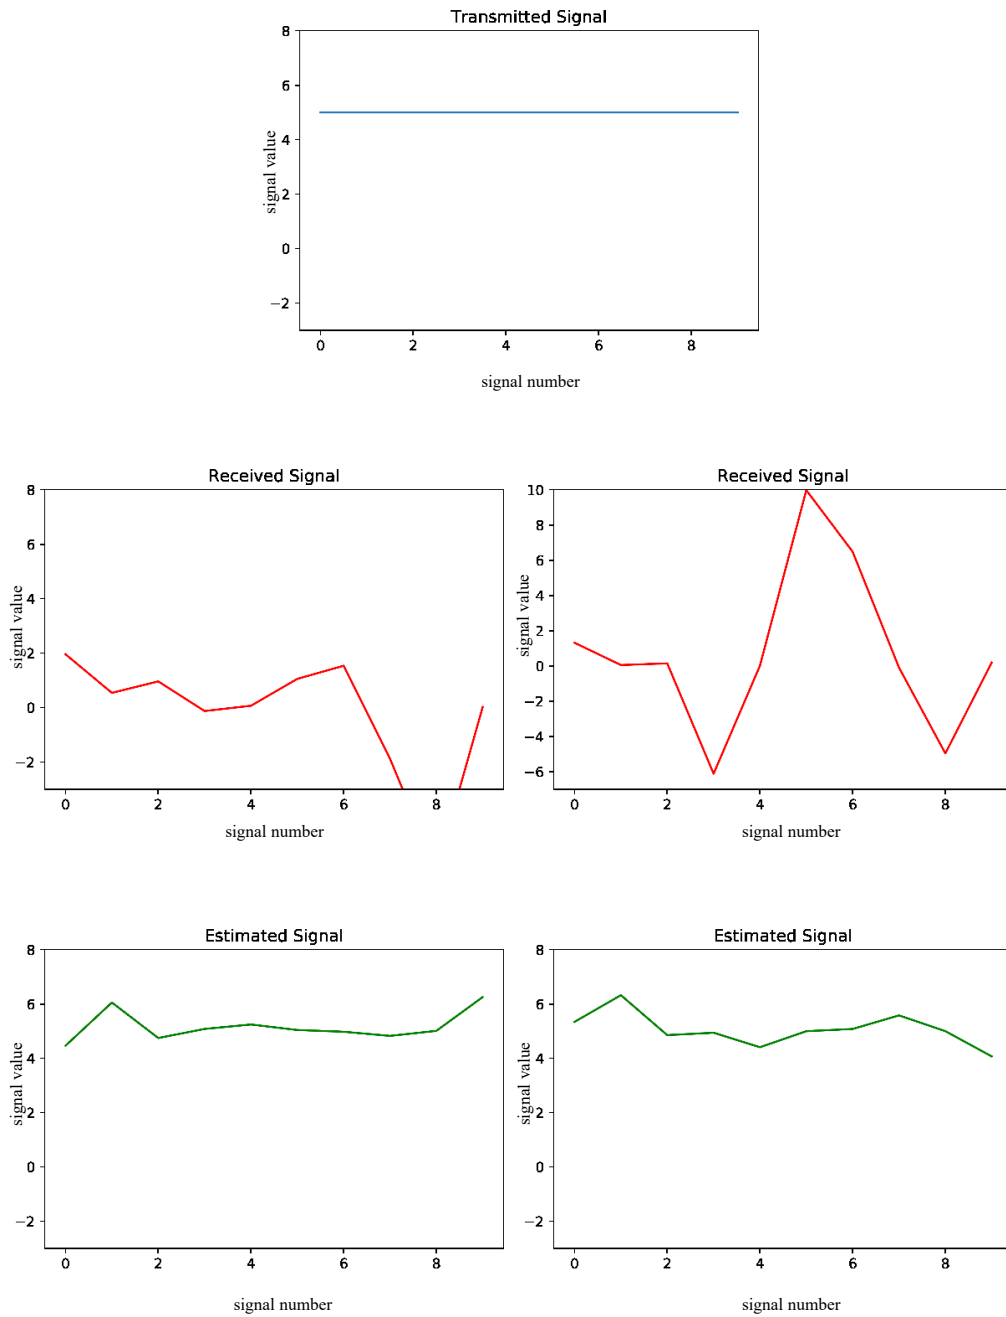 Transmitted Signal
8
6
4
2
0
−2
signal value
0 2 4 6 8
signal number
Received Signal
8
6
4
2
0
−2
signal value
0 2 4 6 8
signal number
Received Signal
10
8
6
4
2
0
−2
−4
−6
signal value
0 2 4 6 8
signal number
Estimated Signal
8
6
4
2
0
−2
signal value
0 2 4 6 8
signal number
Estimated Signal
8
6
4
2
0
−2
signal value
0 2 4 6 8
signal number